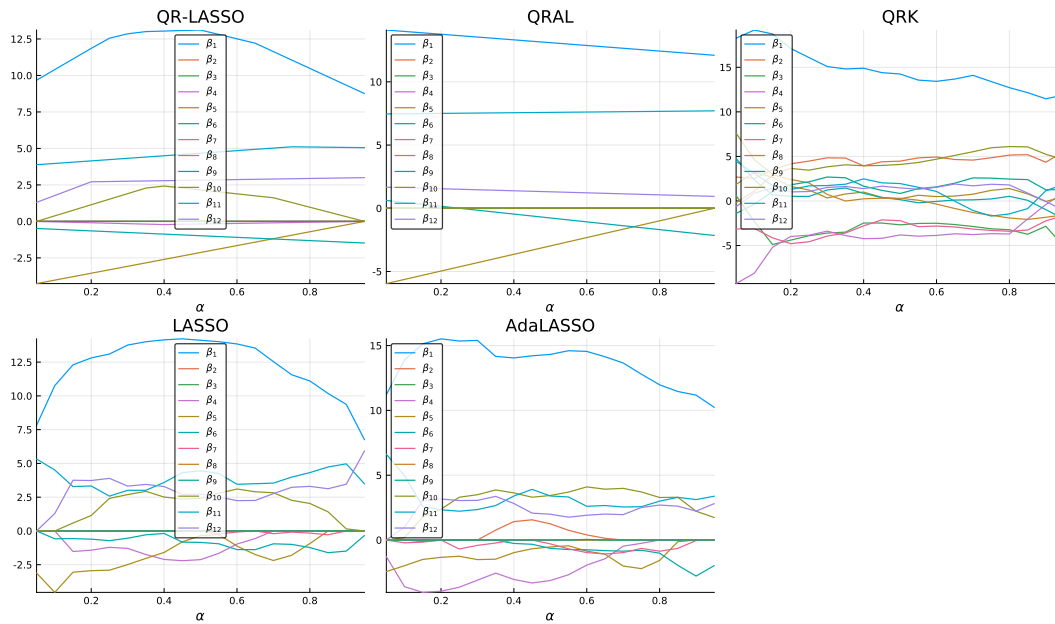 QR-LASSO
12.5
10.0
7.5
5.0
2.5
0.0
-2.5
0.2
0.4
0.6
0.8
α
β₁
β₂
β₃
β₄
β₅
β₆
β₇
β₈
β₉
β₁₀
β₁₁
β₁₂
QRAL
10
5
0
-5
0.2
0.4
0.6
0.8
α
β₁
β₂
β₃
β₄
β₅
β₆
β₇
β₈
β₉
β₁₀
β₁₁
β₁₂
QRK
15
10
5
0
-5
0.2
0.4
0.6
0.8
α
β₁
β₂
β₃
β₄
β₅
β₆
β₇
β₈
β₉
β₁₀
β₁₁
β₁₂
LASSO
12.5
10.0
7.5
5.0
2.5
0.0
-2.5
0.2
0.4
0.6
0.8
α
β₁
β₂
β₃
β₄
β₅
β₆
β₇
β₈
β₉
β₁₀
β₁₁
β₁₂
AdaLASSO
15
10
5
0
0.2
0.4
0.6
0.8
α
β₁
β₂
β₃
β₄
β₅
β₆
β₇
β₈
β₉
β₁₀
β₁₁
β₁₂